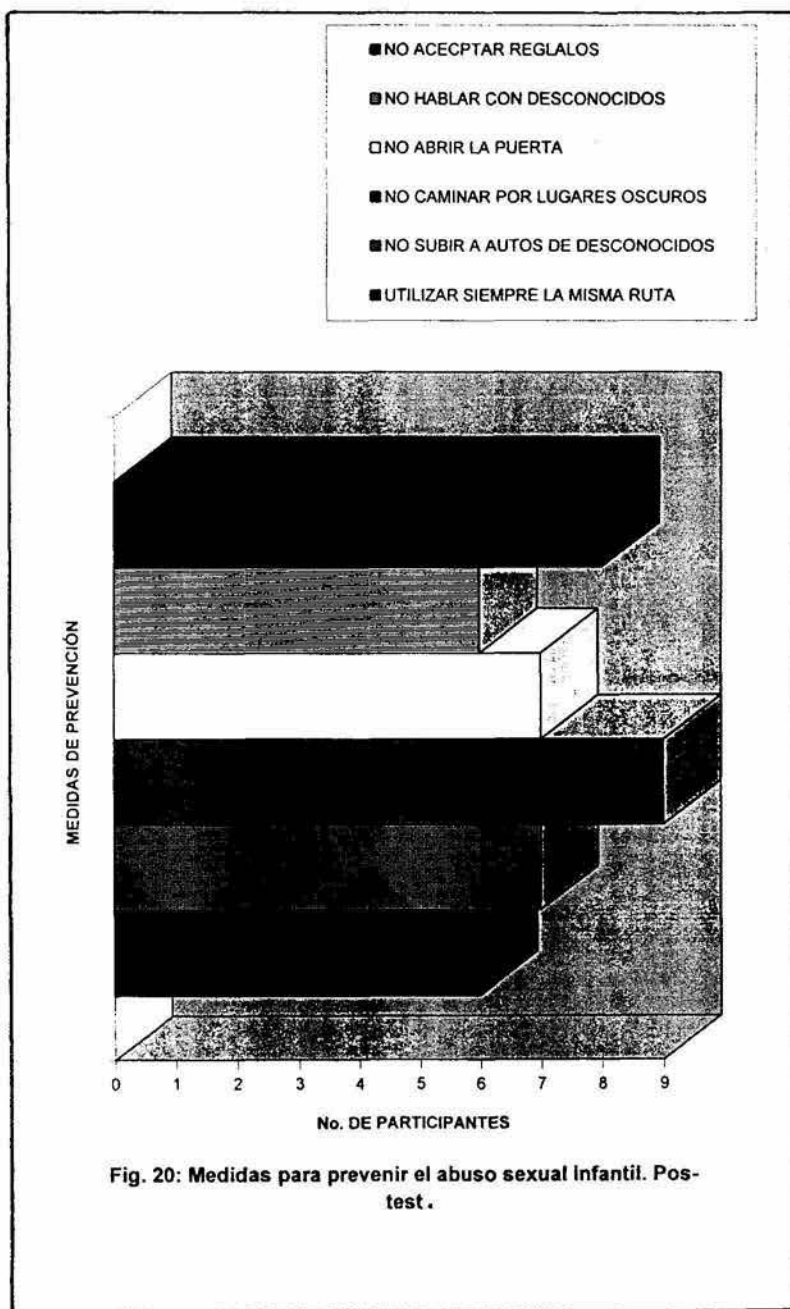 NO ACECPTAR REGLALOS
NO HABLAR CON DESCONOCIDOS
NO ABRIR LA PUERTA
NO CAMINAR POR LUGARES OSCUROS
NO SUBIR A AUTOS DE DESCONOCIDOS
UTILIZAR SIEMPRE LA MISMA RUTA
MEDIDAS DE PREVENCIÓN
0 1 2 3 4 5 6 7 8 9
No. DE PARTICIPANTES
Fig. 20: Medidas para prevenir el abuso sexual infantil. Pos-
test.